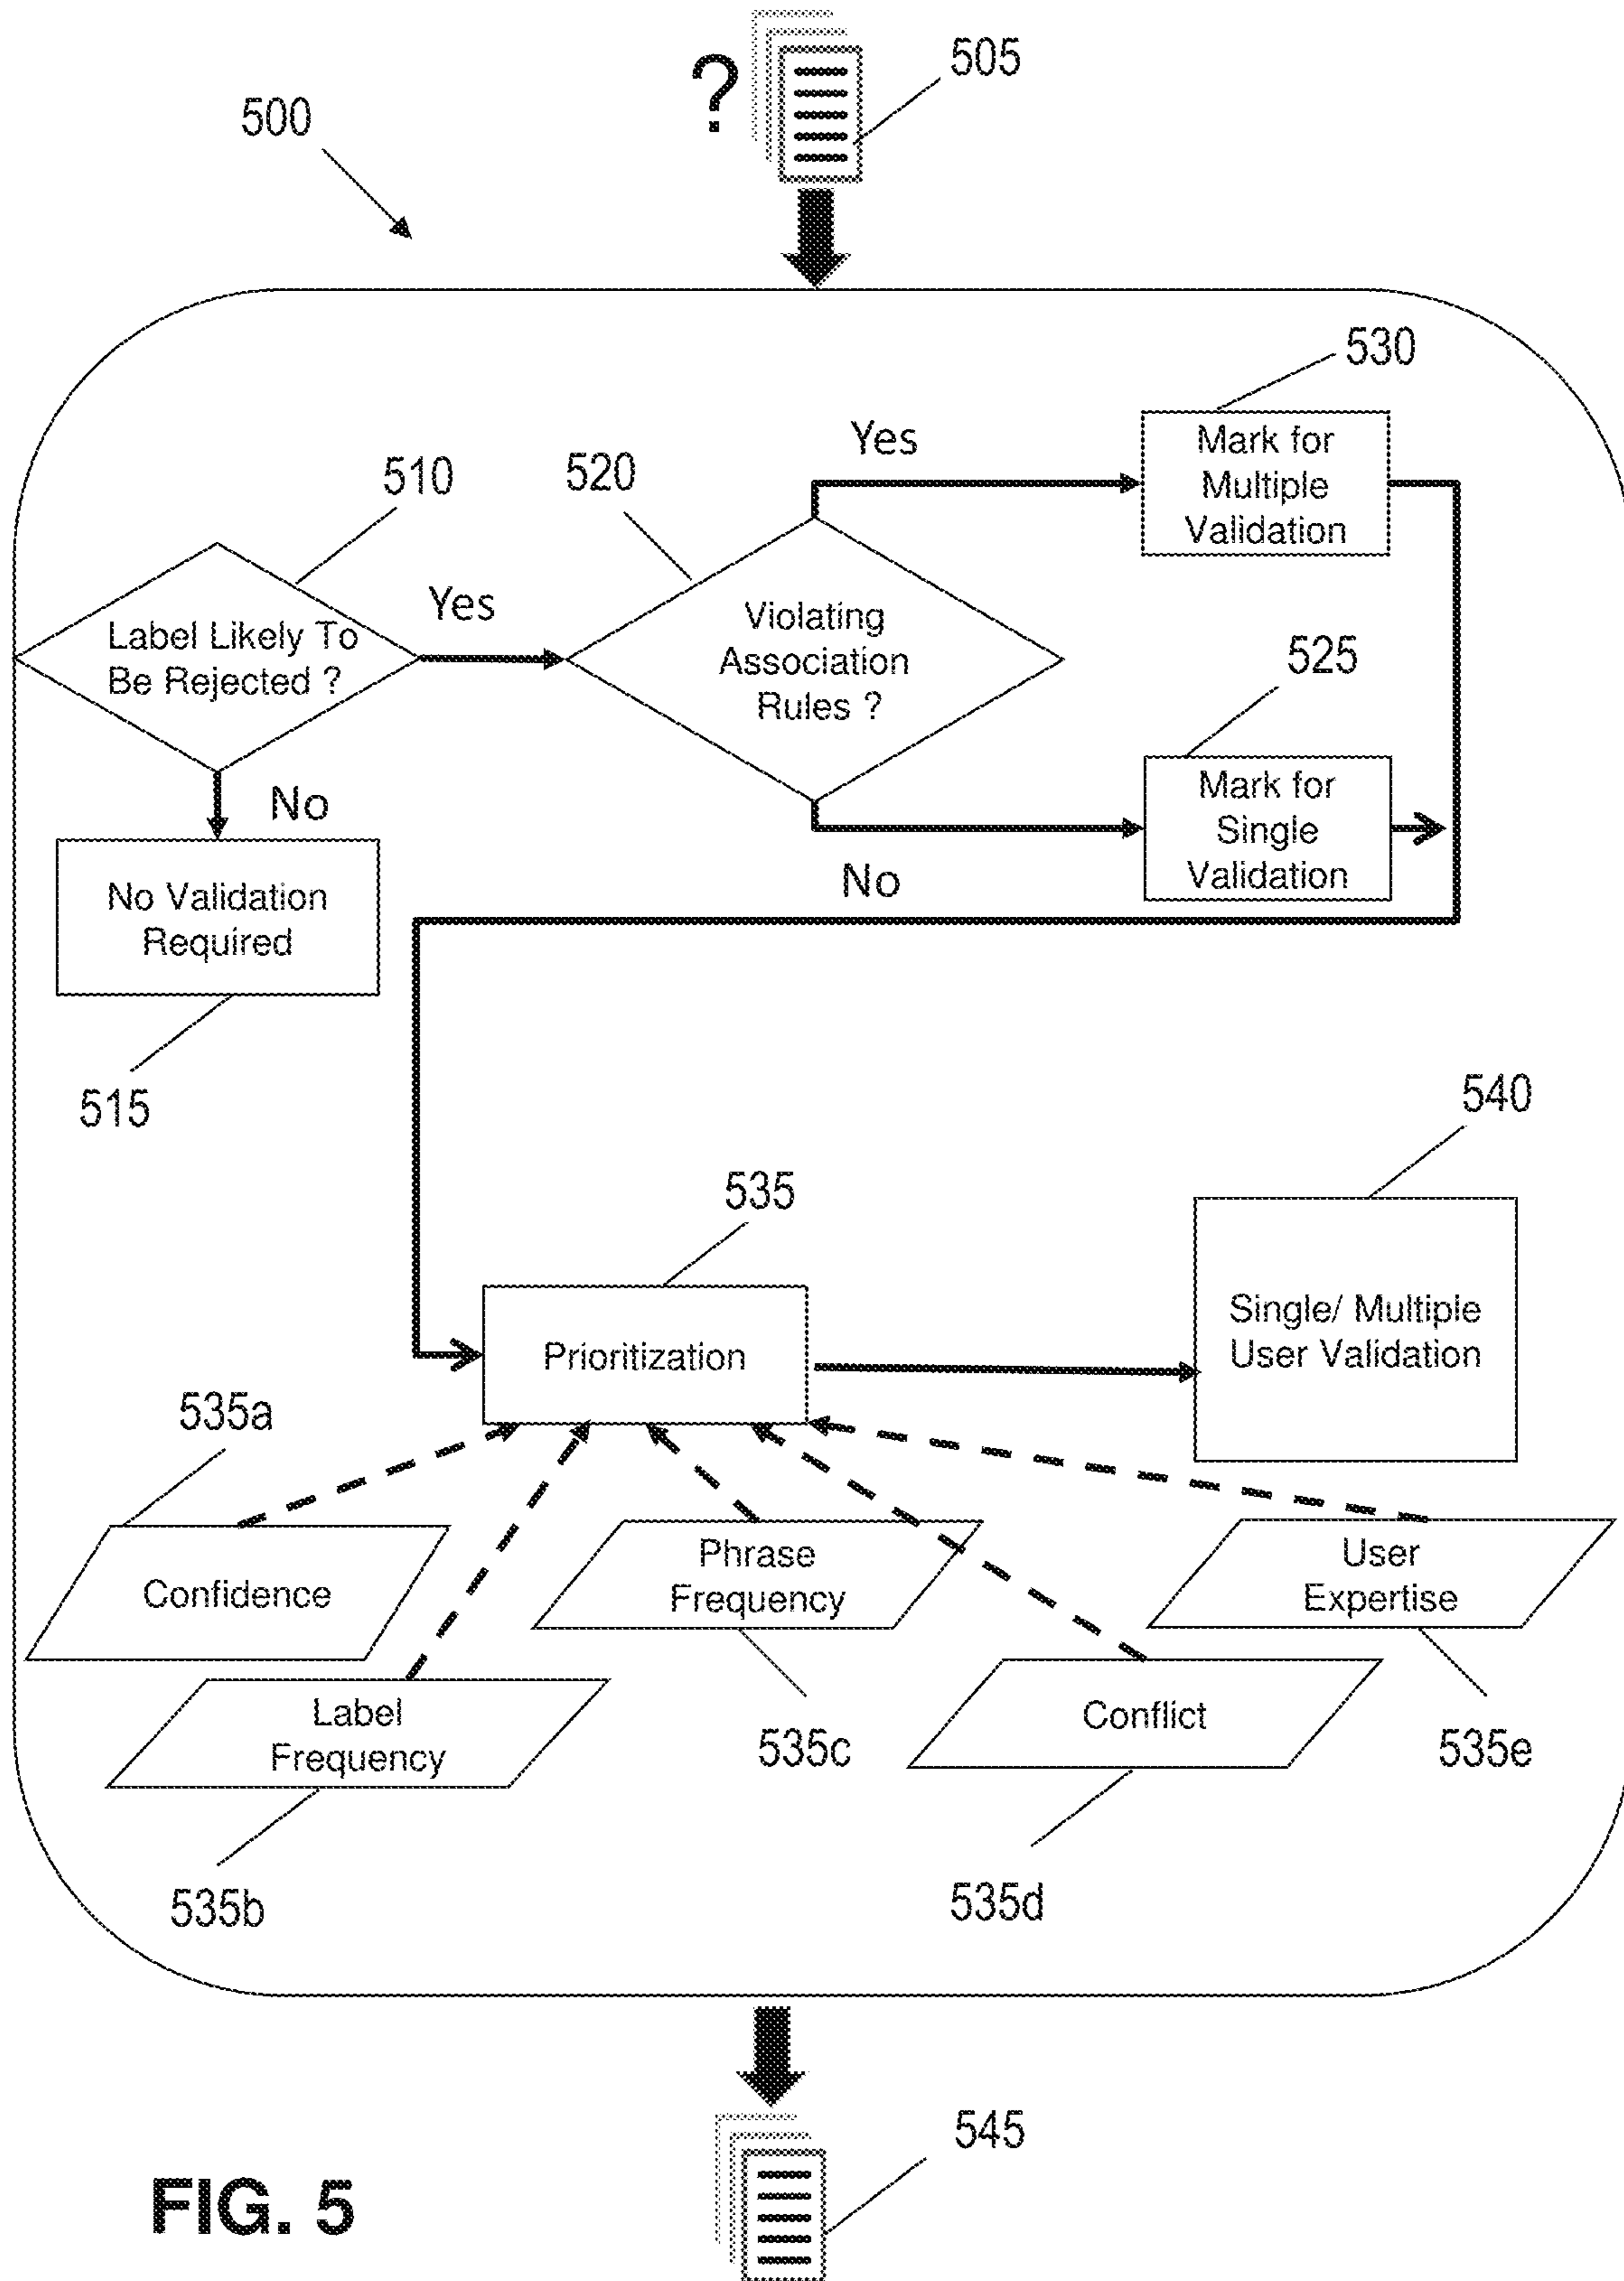 ?
505
500
530
Yes
Mark for
Multiple
Validation
510
520
Yes
Label Likely To
Be Rejected ?
Violating
Association
Rules ?
525
No
Mark for
Single
Validation
No
No Validation
Required
515
540
535
Single/ Multiple
User Validation
Prioritization
535a
Confidence
Phrase
Frequency
User
Expertise
Label
Frequency
Conflict
535c
535e
535b
535d
545
FIG. 5